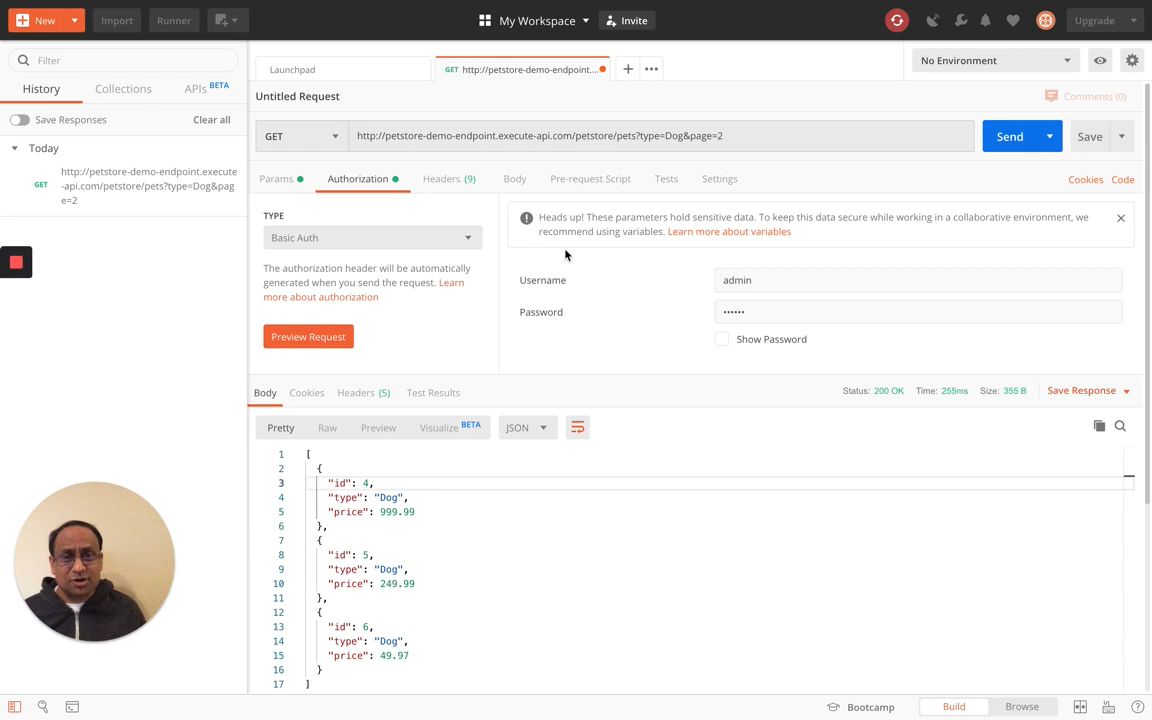 New
Import
Runner
My Workspace
Invite
Upgrade
Filter
History
Collections
APIs BETA
Save Responses
Clear all
Today
GET
http://petstore-demo-endpoint.execute
-api.com/petstore/pets?type=Dog&pag
e=2
Launchpad
GET http://petstore-demo-endpoint....
No Environment
Untitled Request
Comments (0)
GET
http://petstore-demo-endpoint.execute-api.com/petstore/pets?type=Dog&page=2
Send
Save
Params
Authorization
Headers (9)
Body
Pre-request Script
Tests
Settings
Cookies
Code
TYPE
Basic Auth
The authorization header will be automatically
generated when you send the request. Learn
more about authorization
Preview Request
Heads up! These parameters hold sensitive data. To keep this data secure while working in a collaborative environment, we
recommend using variables. Learn more about variables
Username
admin
Password
••••••
Show Password
Body
Cookies
Headers (5)
Test Results
Status: 200 OK
Time: 255ms
Size: 355 B
Save Response
Pretty
Raw
Preview
Visualize BETA
JSON
1 [
2 {
3 "id": 4,
4 "type": "Dog",
5 "price": 999.99
6 },
7 {
8 "id": 5,
9 "type": "Dog",
10 "price": 249.99
11 },
12 {
13 "id": 6,
14 "type": "Dog",
15 "price": 49.97
16 }
17 ]
Bootcamp
Build
Browse